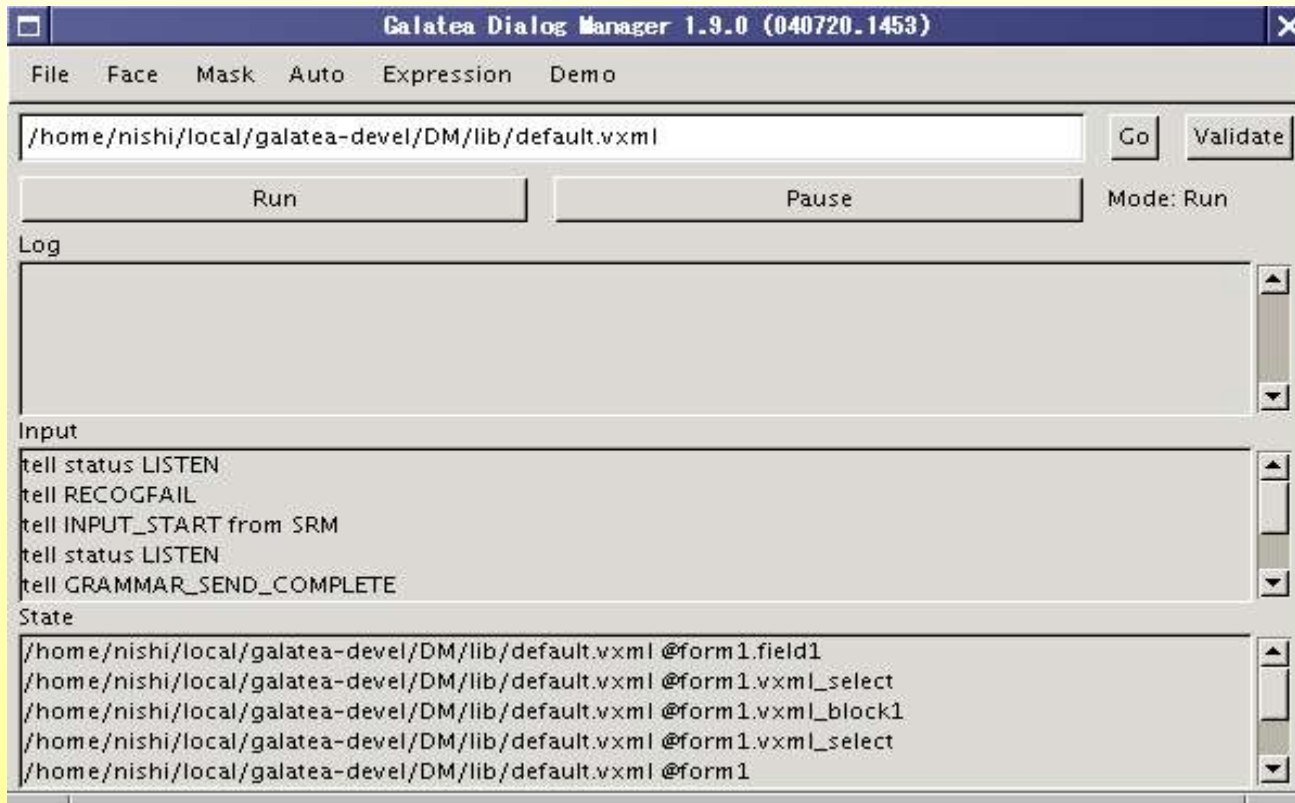 Galatea Dialog Manager 1.9.0 (040720.1453)
File Face Mask Auto Expression Demo
/home/nishi/local/galatea-devel/DM/lib/default.vxml Go Validate
Run Pause Mode: Run
Log
Input
tell status LISTEN
tell RECOGFAIL
tell INPUT_START from SRM
tell status LISTEN
tell GRAMMAR_SEND_COMPLETE
State
/home/nishi/local/galatea-devel/DM/lib/default.vxml @form1.field1
/home/nishi/local/galatea-devel/DM/lib/default.vxml @form1.vxml_select
/home/nishi/local/galatea-devel/DM/lib/default.vxml @form1.vxml_block1
/home/nishi/local/galatea-devel/DM/lib/default.vxml @form1.vxml_select
/home/nishi/local/galatea-devel/DM/lib/default.vxml @form1